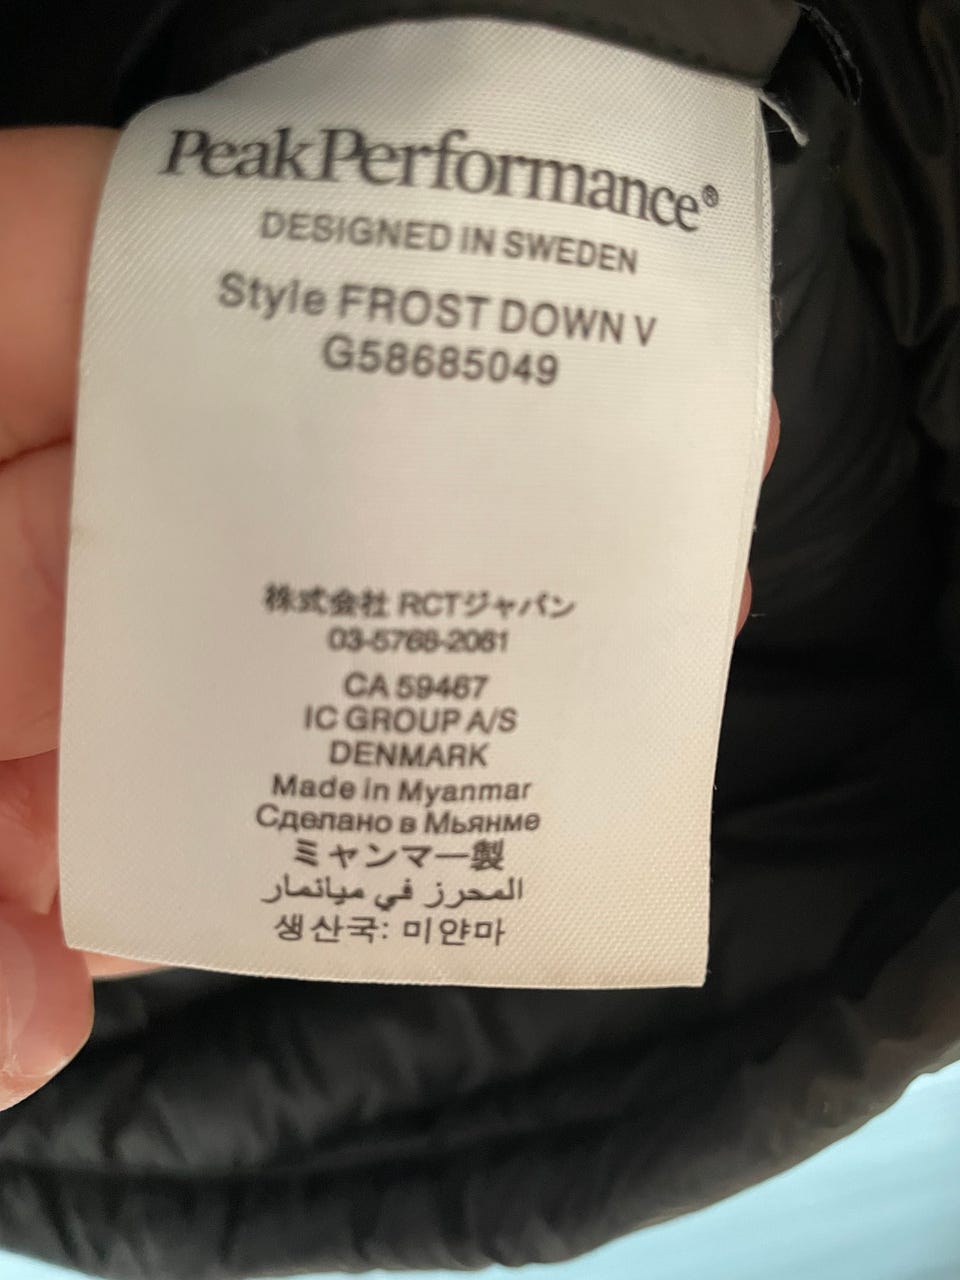 PeakPerformance®
DESIGNED IN SWEDEN
Style FROST DOWN V
G58685049
株式会社 RCTジャパン
03-5766-2061
CA 59467
IC GROUP A/S
DENMARK
Made in Myanmar
Сделано в Мьянме
ミャンマー製
المحرز في ميانمار
생산국: 미얀마